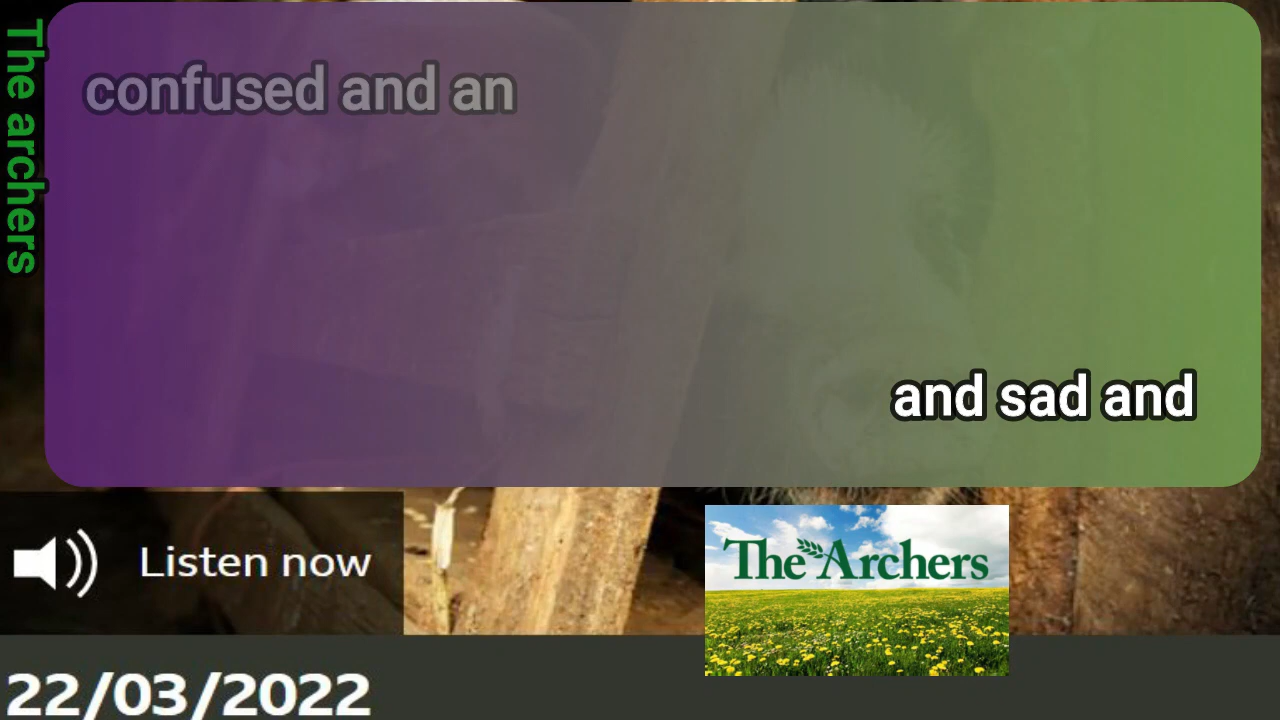 The archers
confused and an
and sad and
Listen now
The Archers
22/03/2022